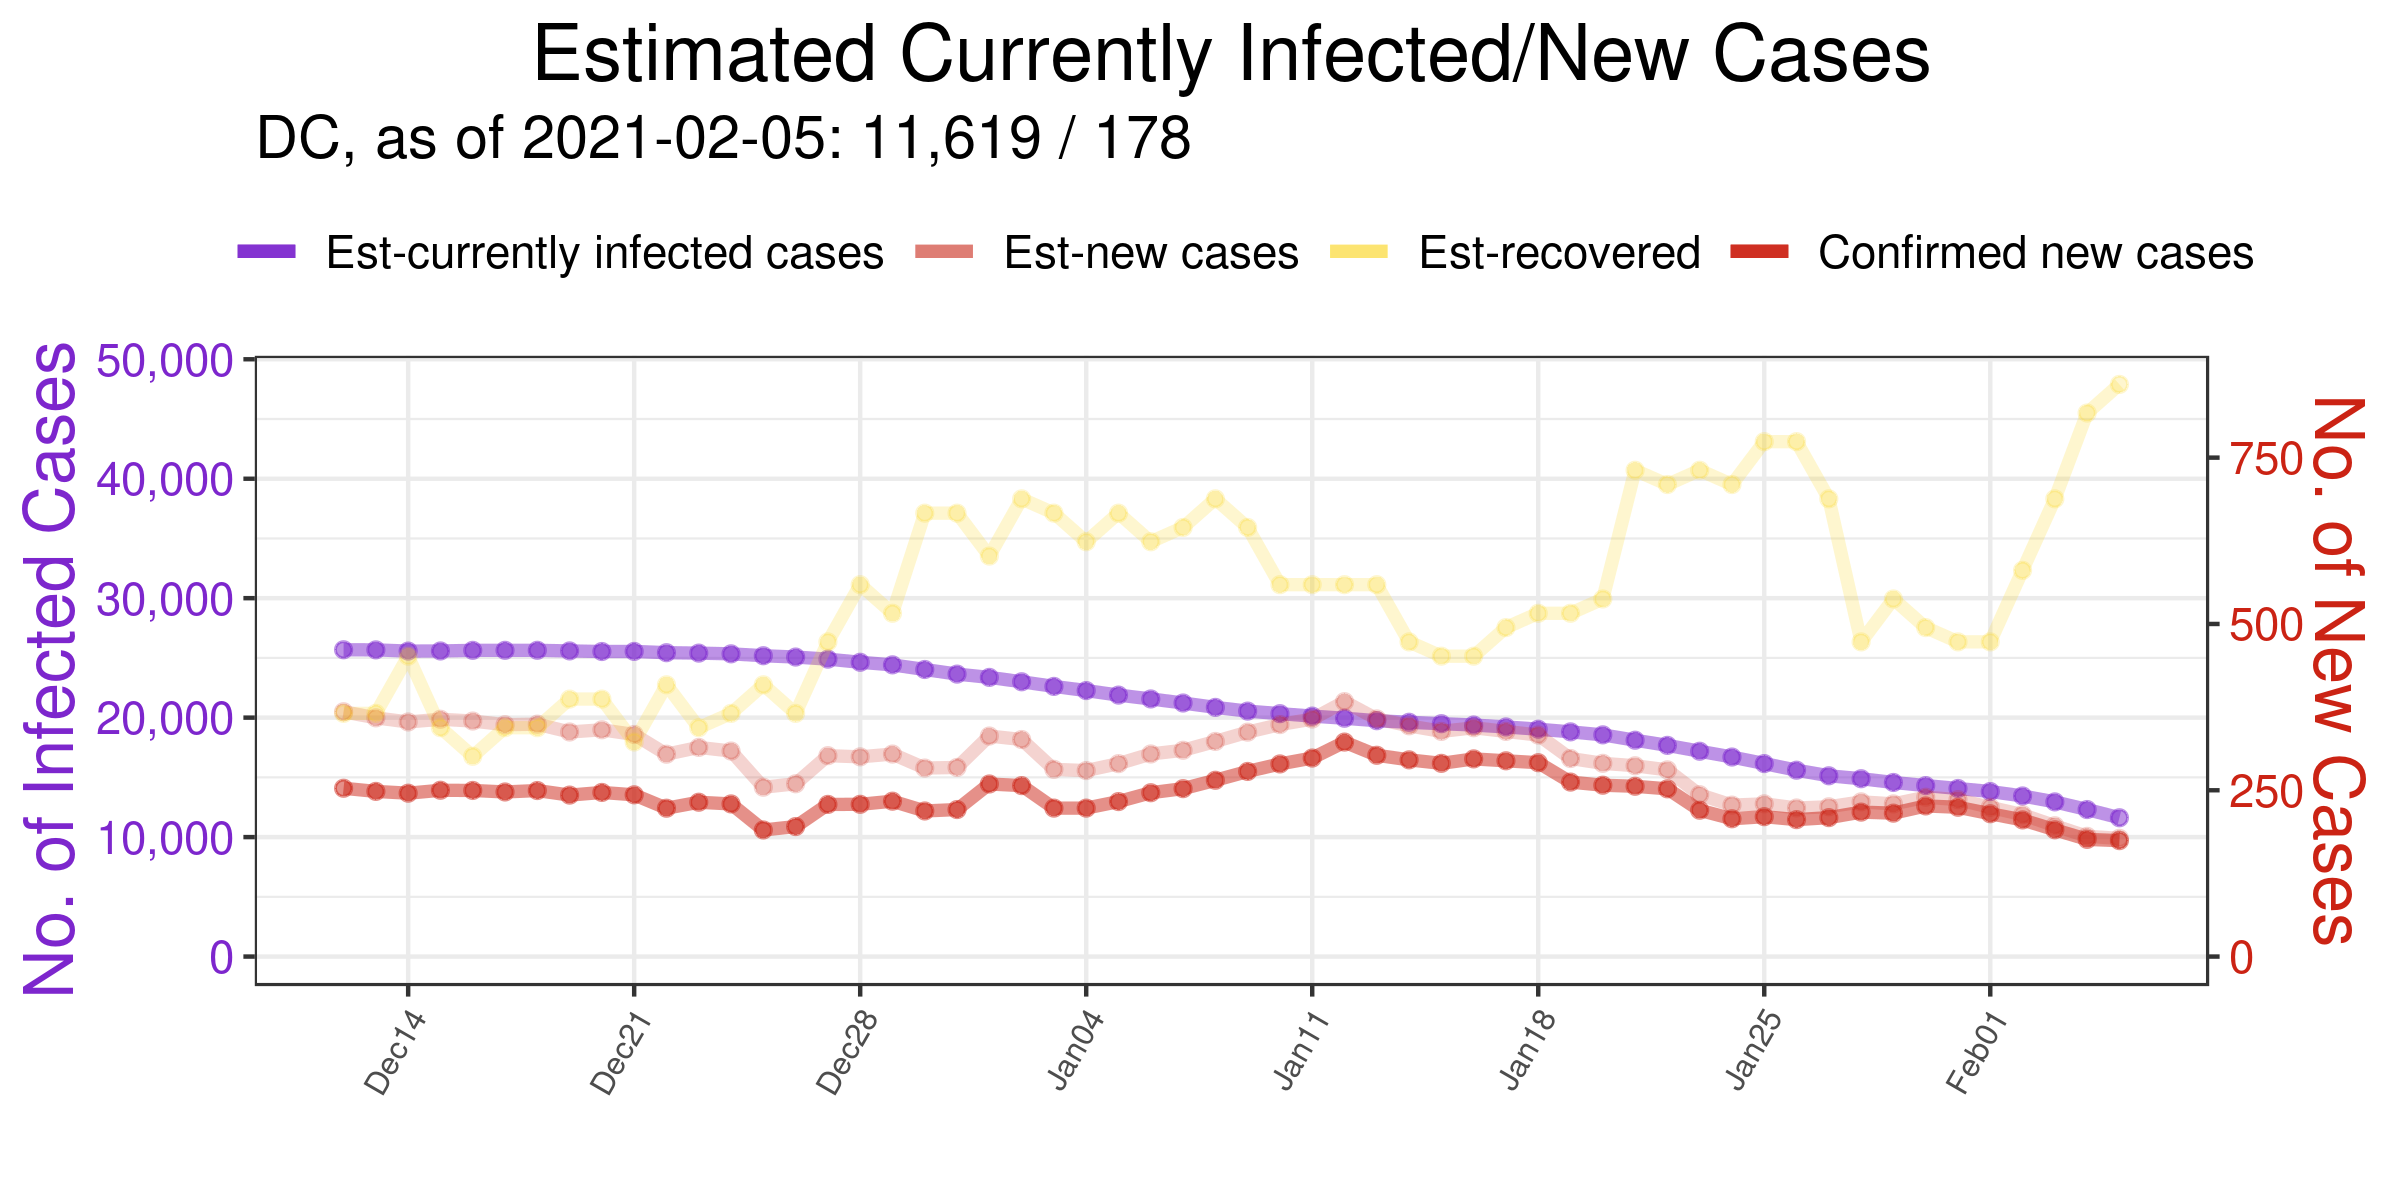 Estimated Currently Infected/New Cases
DC, as of 2021-02-05: 11,619 / 178
Est-currently infected cases Est-new cases Est-recovered Confirmed new cases
No. of Infected Cases
50,000
40,000
30,000
20,000
10,000
0
No. of New Cases
750
500
250
0
Dec14 Dec21 Dec28 Jan04 Jan11 Jan18 Jan25 Feb01